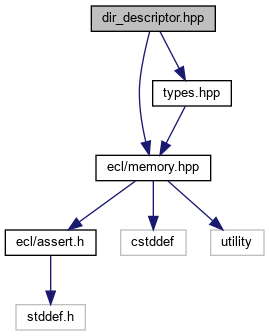 dir_descriptor.hpp
types.hpp
ecl/memory.hpp
ecl/assert.h
cstddef
utility
stddef.h